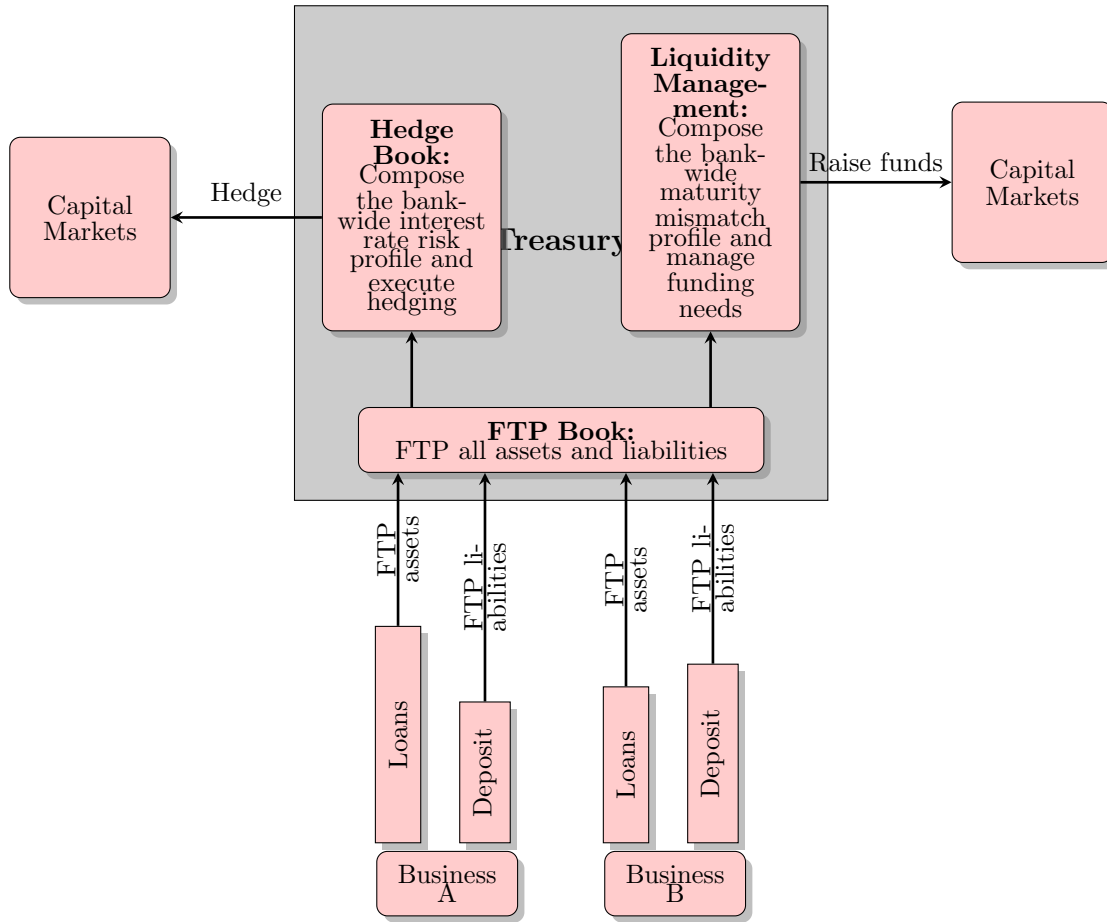 Liquidity
Manage-
ment:
Compose
the bank-
wide
maturity
mismatch
profile and
manage
funding
needs
Hedge
Book:
Compose
the bank-
wide interest
rate risk
profile and
execute
hedging
Treasury
Capital
Markets
Hedge
Raise funds
Capital
Markets
FTP Book:
FTP all assets and liabilities
FTP
assets
FTP li-
abilities
FTP
assets
FTP li-
abilities
Loans
Deposit
Loans
Deposit
Business
A
Business
B